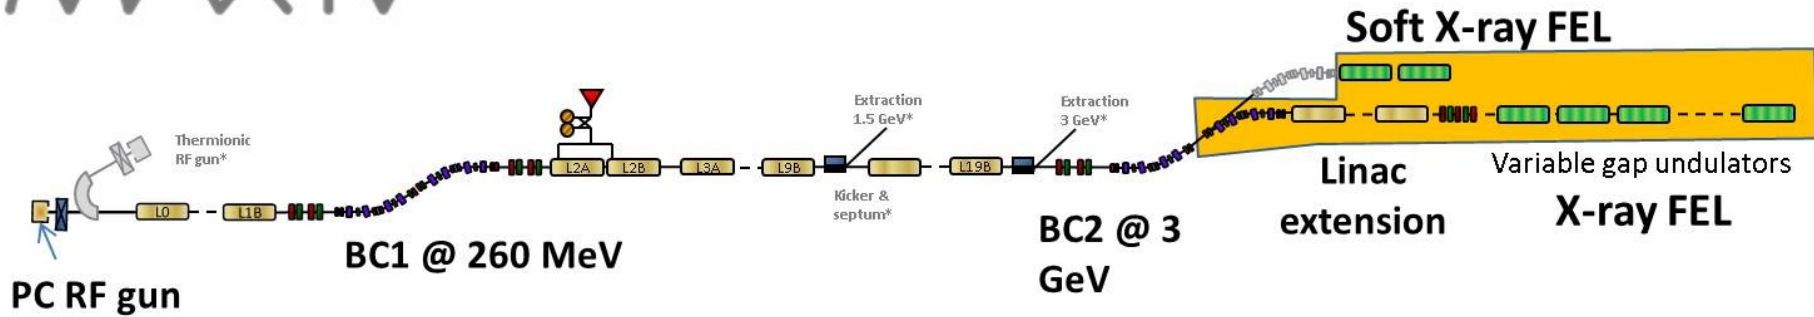 Soft X-ray FEL
Extraction
1.5 GeV*
Extraction
3 GeV*
Thermionic
RF gun*
L2A
L2B
L3A
L9B
L19B
Kicker &
septum*
L0
L1B
Linac
extension
Variable gap undulators
X-ray FEL
BC1 @ 260 MeV
BC2 @ 3
GeV
PC RF gun